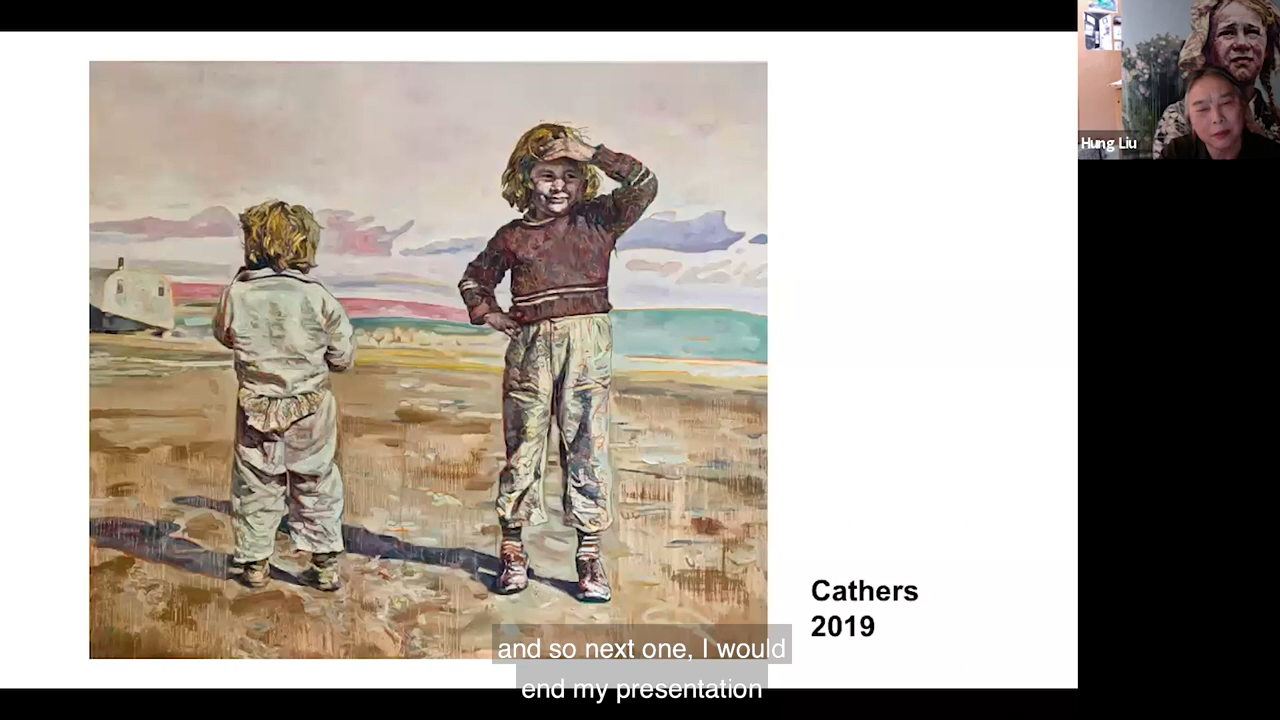 Hung Liu
Cathers
2019
and so next one, I would
end my presentation